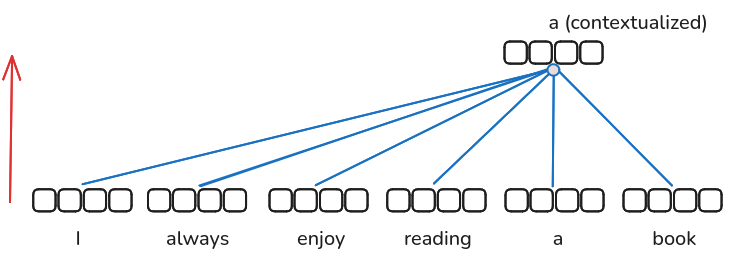 a (contextualized)
I always enjoy reading a book